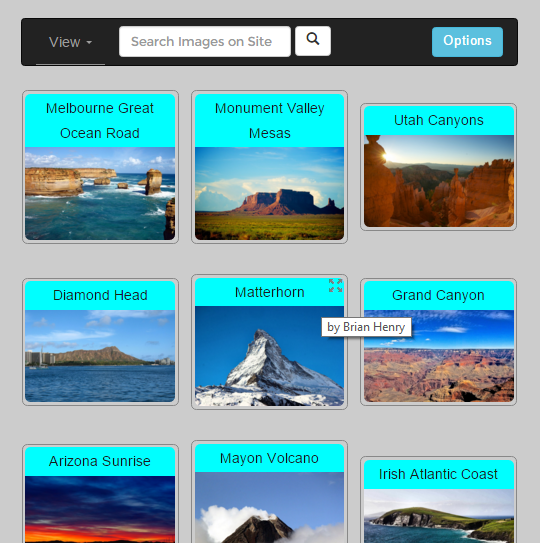 View
Search Images on Site
Options
Melbourne Great
Ocean Road
Monument Valley
Mesas
Utah Canyons
Diamond Head
Matterhorn
Grand Canyon
by Brian Henry
Arizona Sunrise
Mayon Volcano
Irish Atlantic Coast